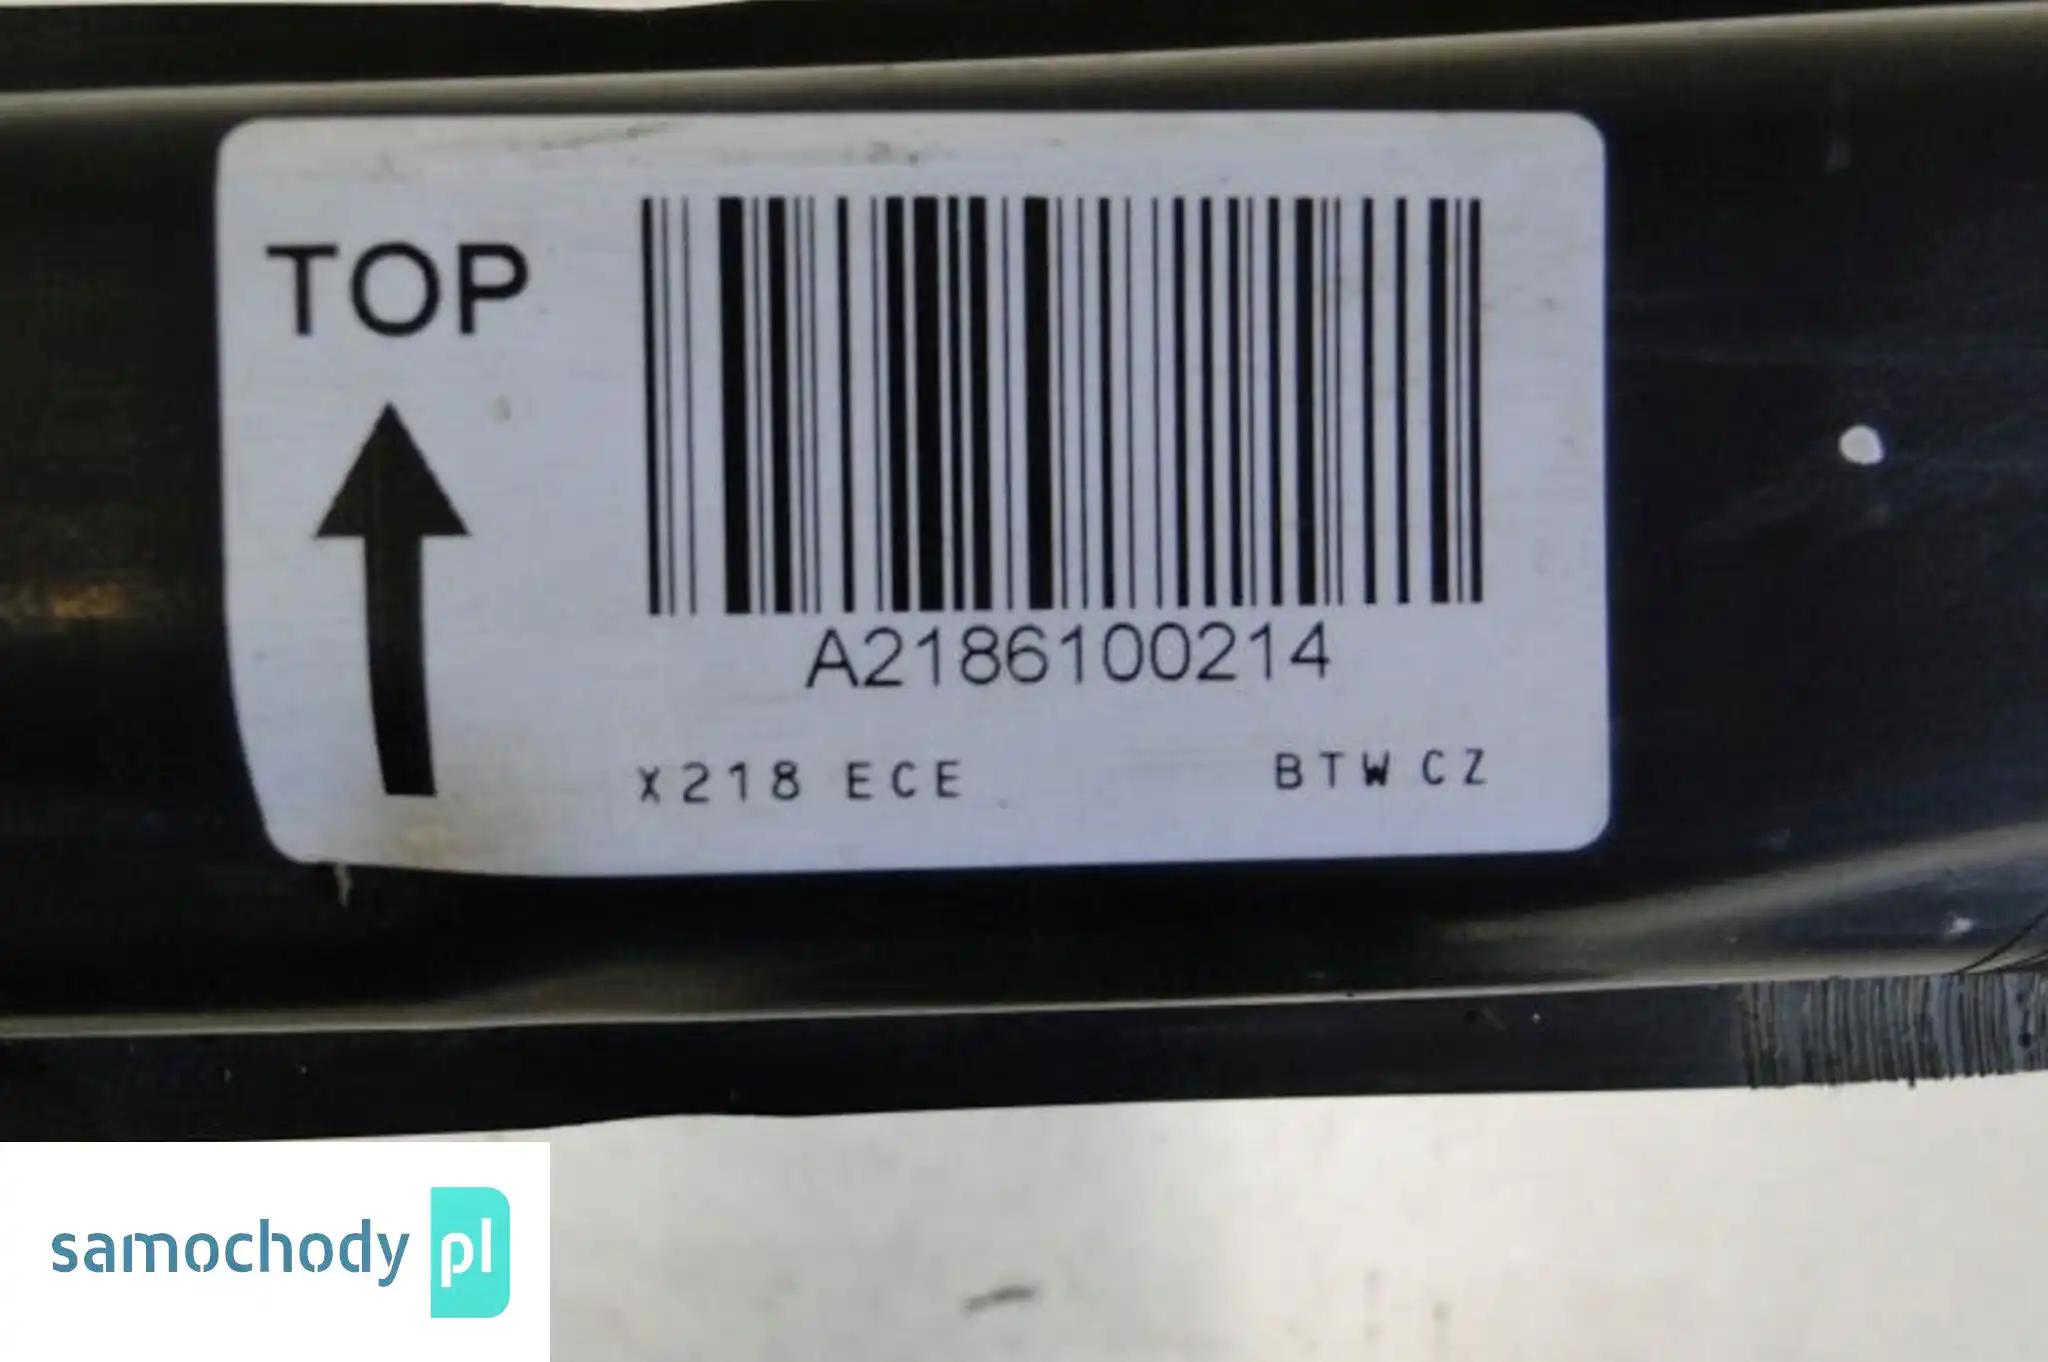 TOP
A2186100214
X218 ECE
BTW CZ
samochody pl